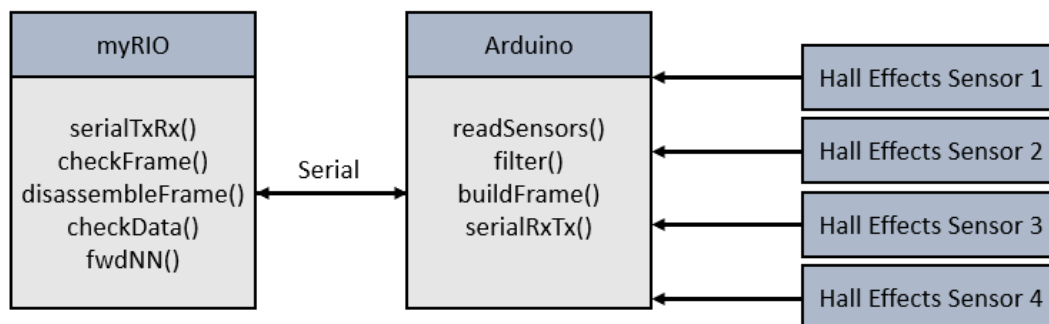 myRIO
serialTxRx()
checkFrame()
disassembleFrame()
checkData()
fwdNN()
Serial
Arduino
readSensors()
filter()
buildFrame()
serialRxTx()
Hall Effects Sensor 1
Hall Effects Sensor 2
Hall Effects Sensor 3
Hall Effects Sensor 4